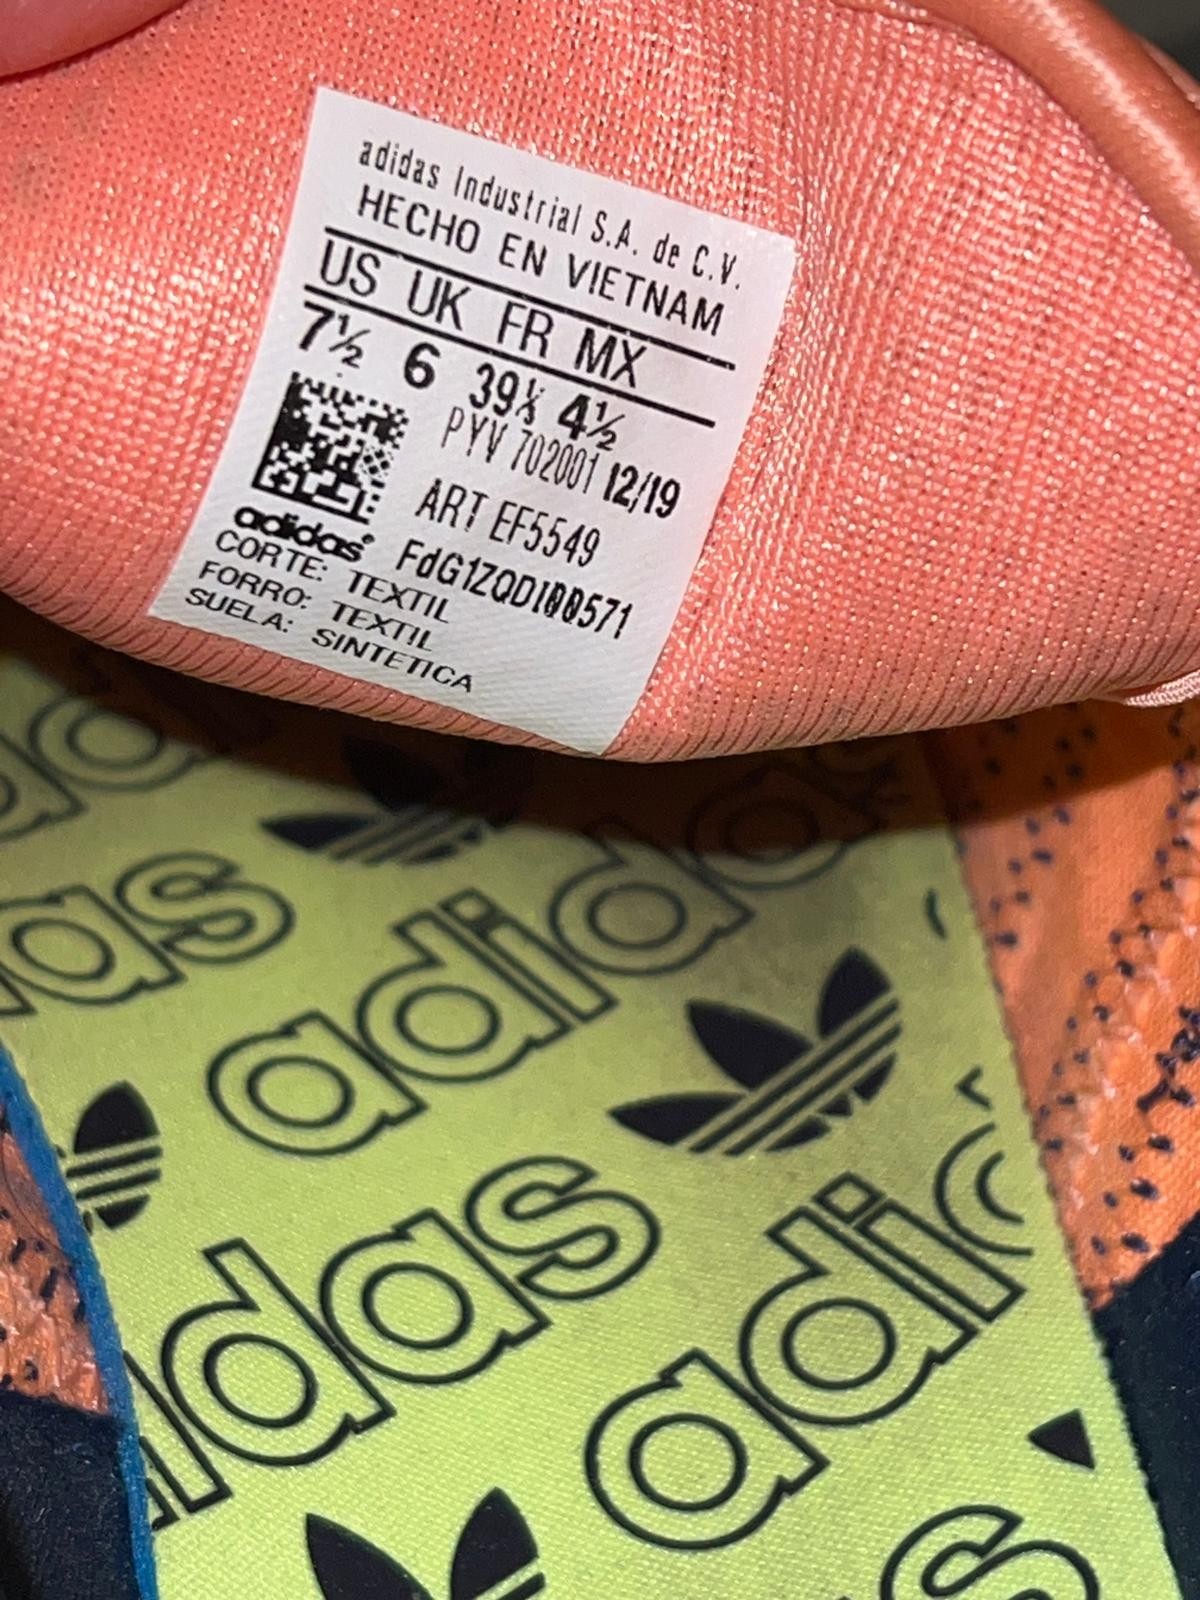 adidas Industrial S.A. de C.V.
HECHO EN VIETNAM
US UK FR MX
7½ 6 39⅓ 4½
PYV 702001 12/19
ART EF5549
adidas
CORTE: TEXTIL
FORRO: TEXTIL
SUELA: SINTETICA
adidas
adidas
adidas
adidas